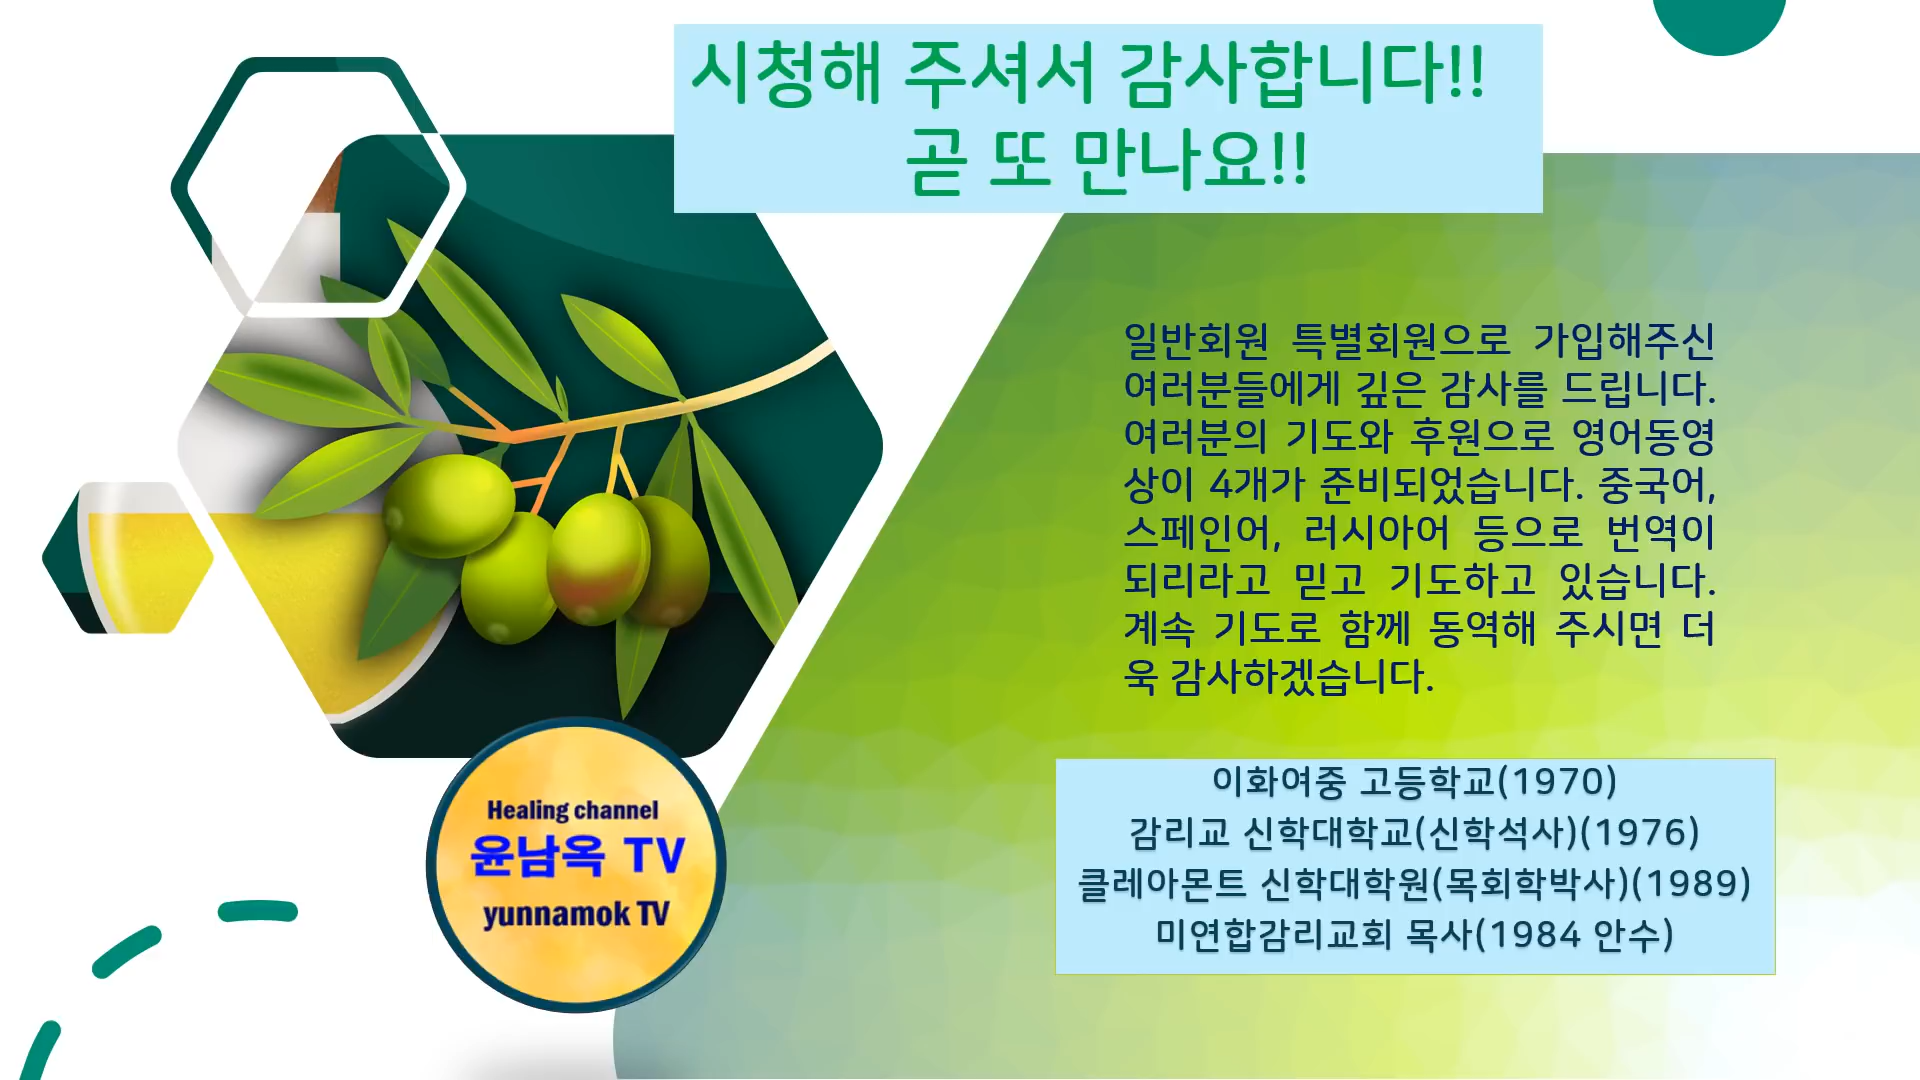 시청해 주셔서 감사합니다!!
곧 또 만나요!!
일반회원 특별회원으로 가입해주신
여러분들에게 깊은 감사를 드립니다.
여러분의 기도와 후원으로 영어동영
상이 4개가 준비되었습니다. 중국어,
스페인어, 러시아어 등으로 번역이
되리라고 믿고 기도하고 있습니다.
계속 기도로 함께 동역해 주시면 더
욱 감사하겠습니다.
Healing channel
윤남옥 TV
yunnamok TV
이화여중 고등학교(1970)
감리교 신학대학교(신학석사)(1976)
클레아몬트 신학대학원(목회학박사)(1989)
미연합감리교회 목사(1984 안수)